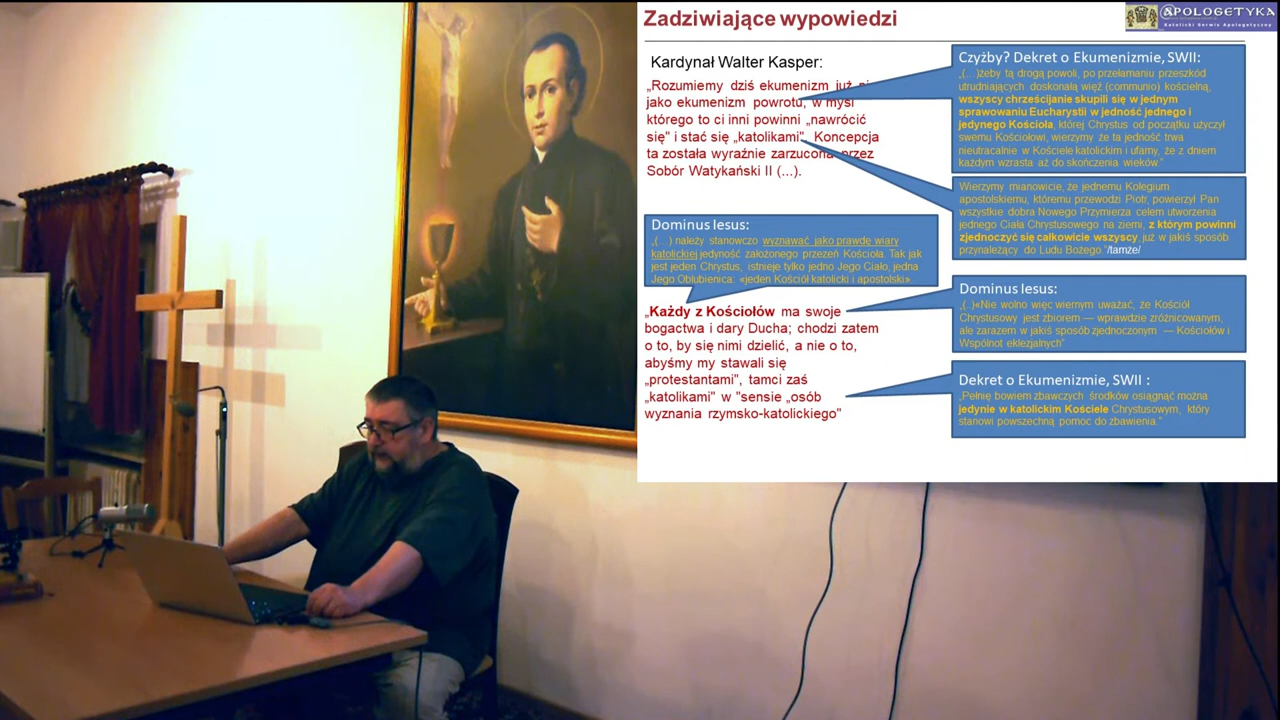 Zadziwiające wypowiedzi
@POLOGETYKA
Katolicki Serwis Apologetyczny
Kardynał Walter Kasper:
„Rozumiemy dziś ekumenizm już
jako ekumenizm powrotu, w myśl
którego to ci inni powinni „nawrócić
się" i stać się „katolikami". Koncepcja
ta została wyraźnie zarzucona przez
Sobór Watykański II (...).
Dominus Iesus:
„(...) należy stanowczo wyznawać jako prawdę wiary
katolickiej jedyność założonego przezeń Kościoła. Tak jak
jest jeden Chrystus, istnieje tylko jedno Jego Ciało, jedna
Jego Oblubienica: «jeden Kościół katolicki i apostolski»
„Każdy z Kościołów ma swoje
bogactwa i dary Ducha; chodzi zatem
o to, by się nimi dzielić, a nie o to,
abyśmy my stawali się
„protestantami", tamci zaś
„katolikami" w "sensie „osób
wyznania rzymsko-katolickiego"
Czyżby? Dekret o Ekumenizmie, SWII:
„(...)żeby tą drogą powoli, po przełamaniu przeszkód
utrudniających doskonałą więź (communio) kościelną,
wszyscy chrześcijanie skupili się w jednym
sprawowaniu Eucharystii w jedność jednego i
jedynego Kościoła, której Chrystus od początku użyczył
swemu Kościołowi, wierzymy że ta jedność trwa
nieutracalnie w Kościele katolickim i ufamy, że z dniem
każdym wzrasta aż do skończenia wieków."
Wierzymy mianowicie, że jednemu Kolegium
apostolskiemu, któremu przewodzi Piotr, powierzył Pan
wszystkie dobra Nowego Przymierza celem utworzenia
jednego Ciała Chrystusowego na ziemi, z którym powinni
zjednoczyć się całkowicie wszyscy, już w jakiś sposób
przynależący do Ludu Bożego."/tamże/
Dominus Iesus:
„(..)«Nie wolno więc wiernym uważać, że Kościół
Chrystusowy jest zbiorem — wprawdzie zróżnicowanym,
ale zarazem w jakiś sposób zjednoczonym — Kościołów i
Wspólnot eklezjalnych"
Dekret o Ekumenizmie, SWII :
„Pełnię bowiem zbawczych środków osiągnąć można
jedynie w katolickim Kościele Chrystusowym, który
stanowi powszechną pomoc do zbawienia."